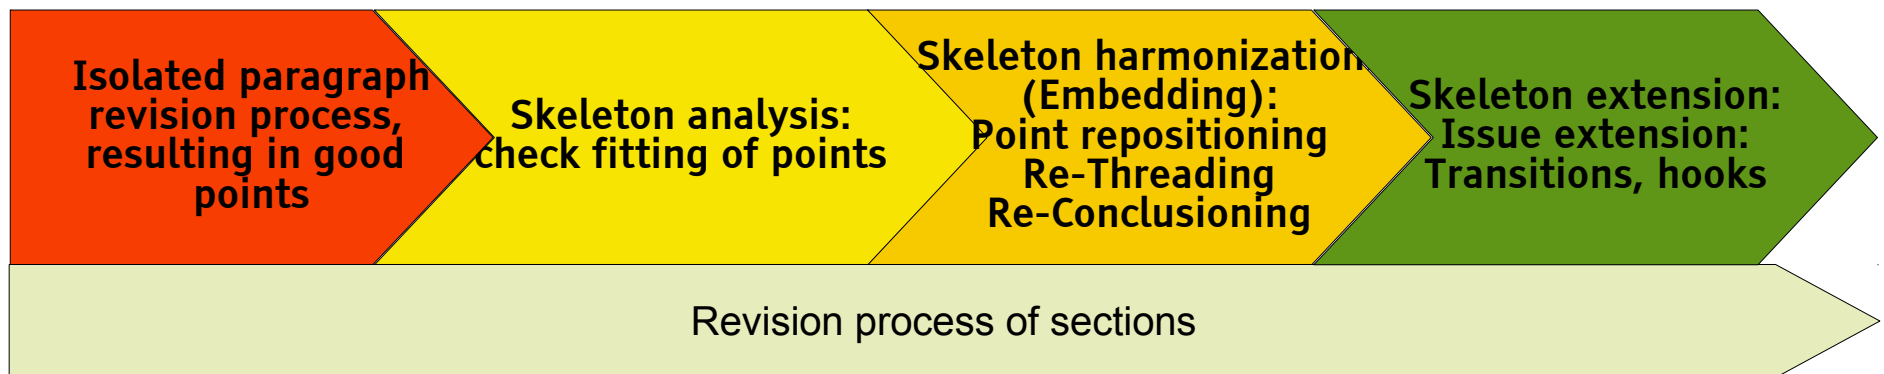 Isolated paragraph
revision process,
resulting in good
points
Skeleton analysis:
check fitting of points
Skeleton harmonization
(Embedding):
Point repositioning
Re-Threading
Re-Conclusioning
Skeleton extension:
Issue extension:
Transitions, hooks
Revision process of sections